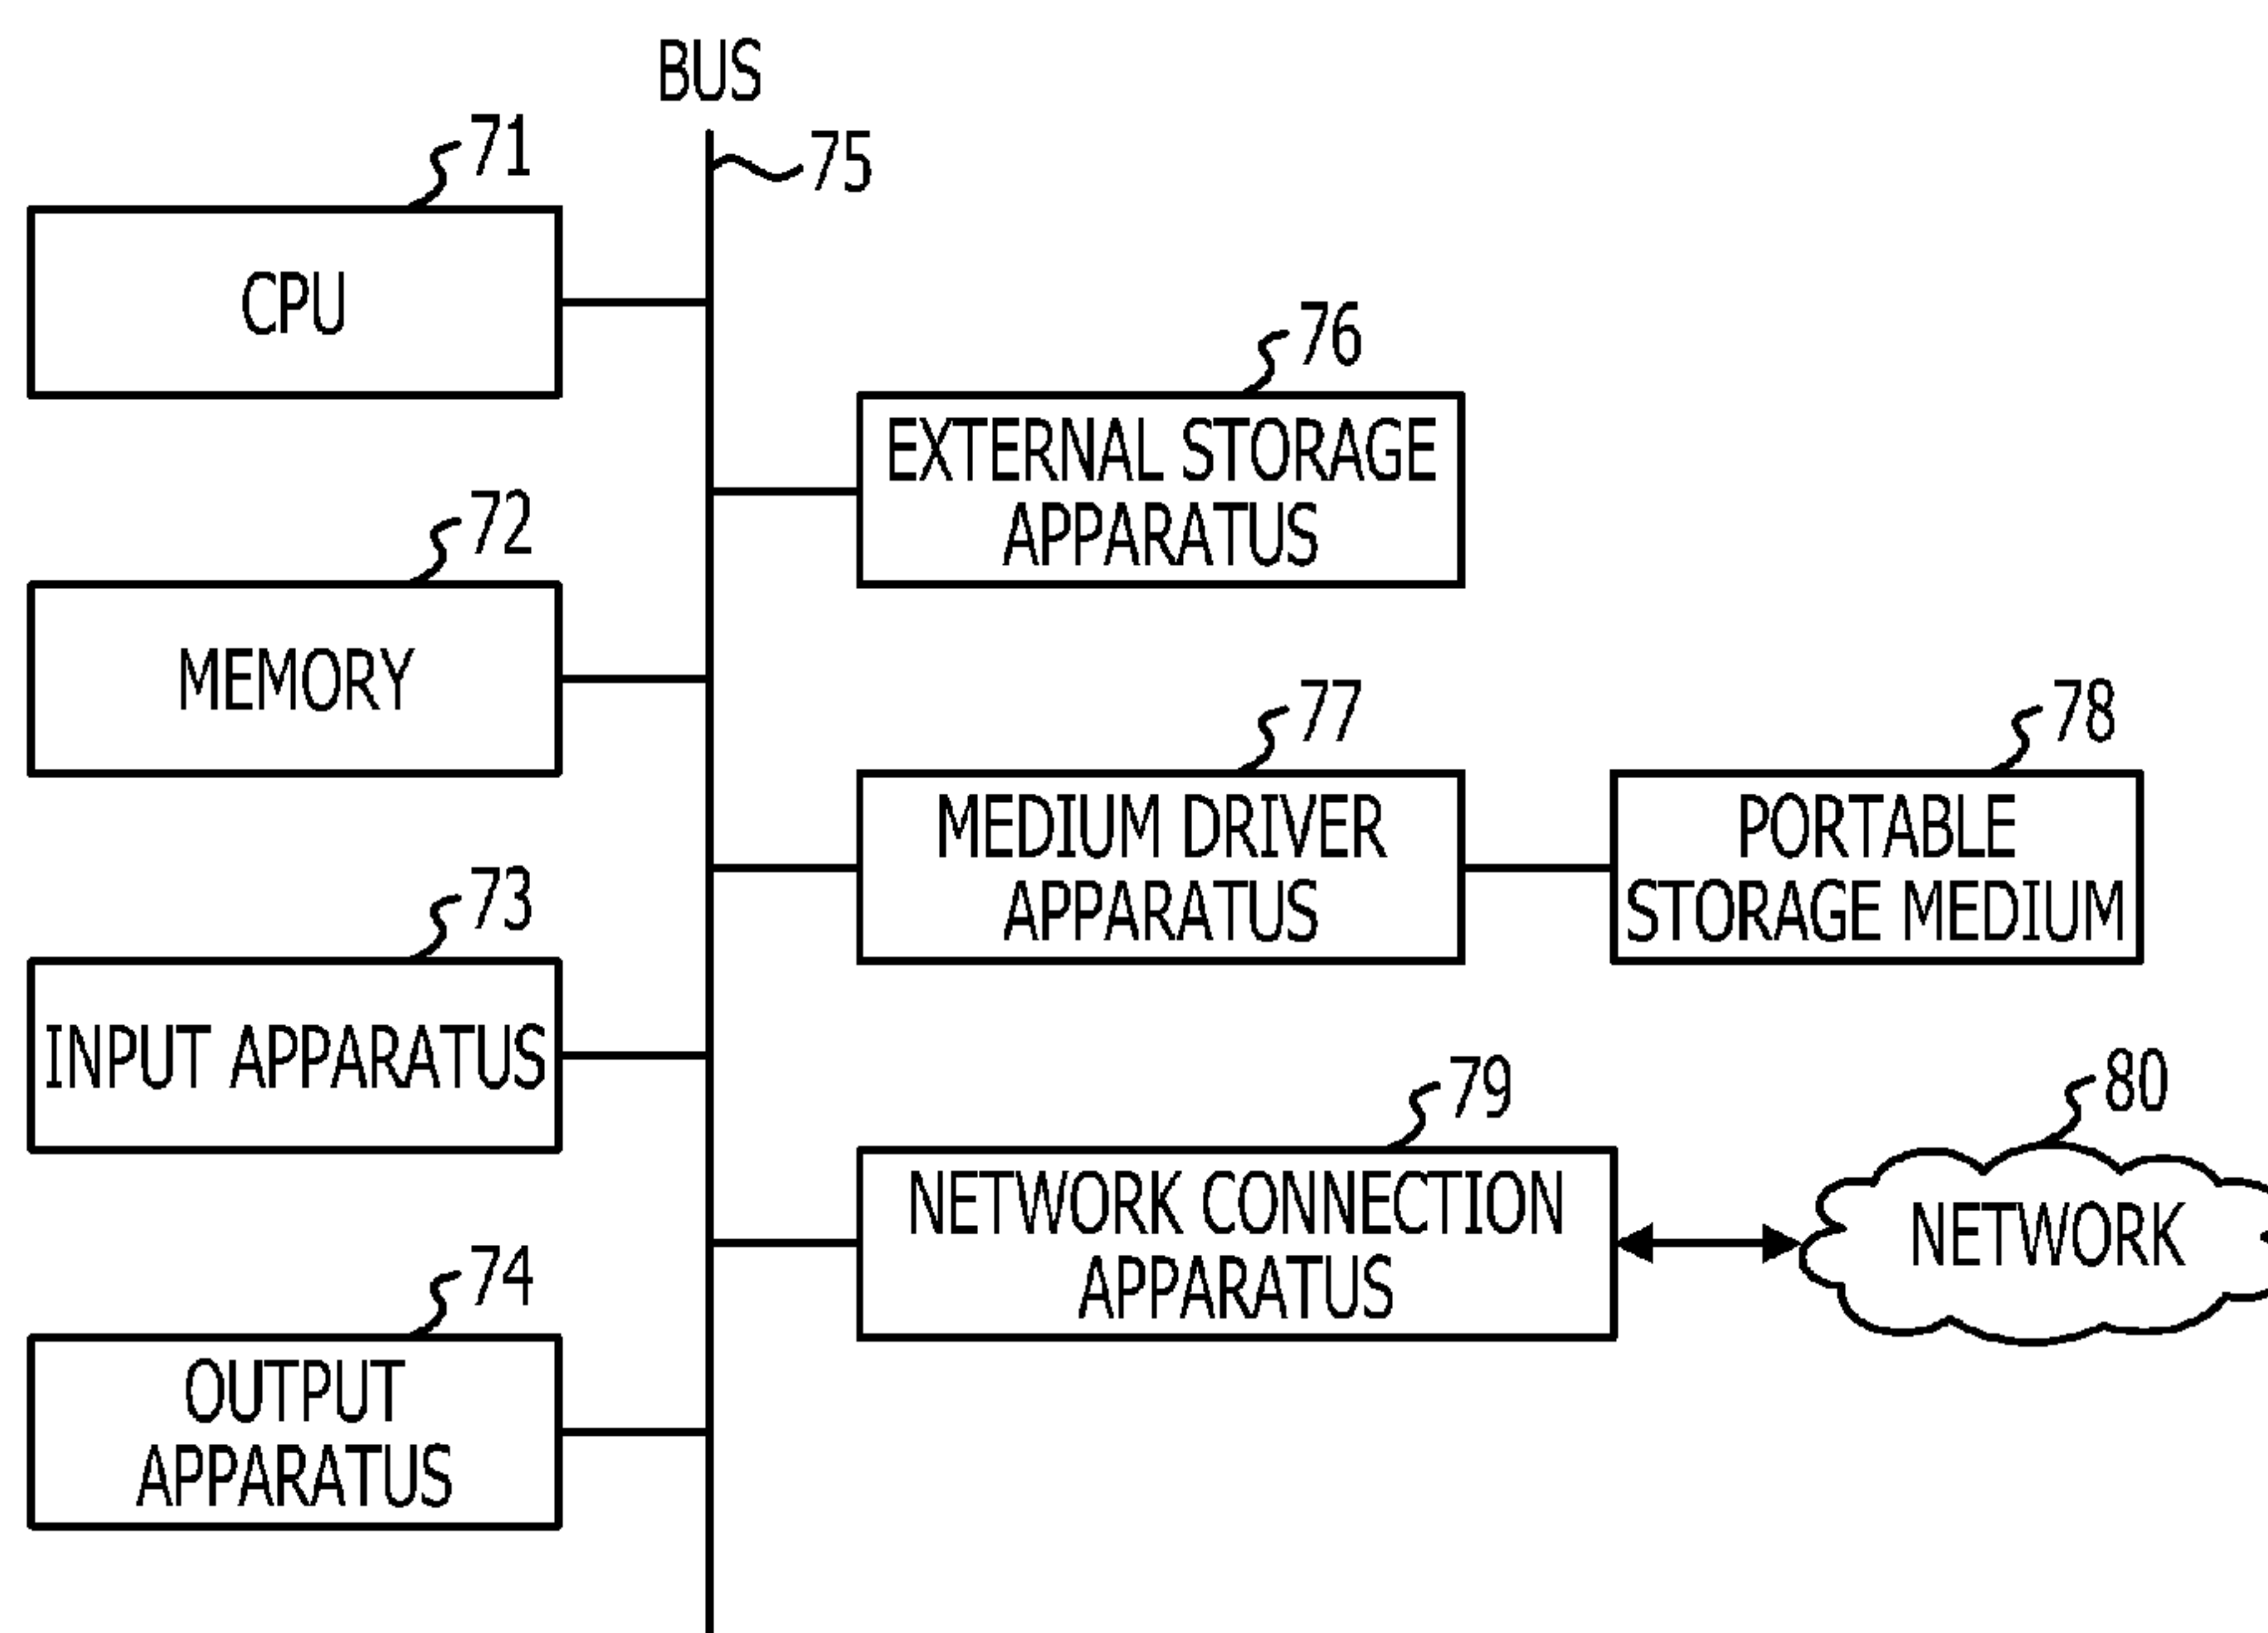 BUS
75
71
CPU
76
EXTERNAL STORAGE
APPARATUS
72
MEMORY
77
MEDIUM DRIVER
APPARATUS
78
PORTABLE
STORAGE MEDIUM
73
INPUT APPARATUS
79
NETWORK CONNECTION
APPARATUS
80
NETWORK
74
OUTPUT
APPARATUS